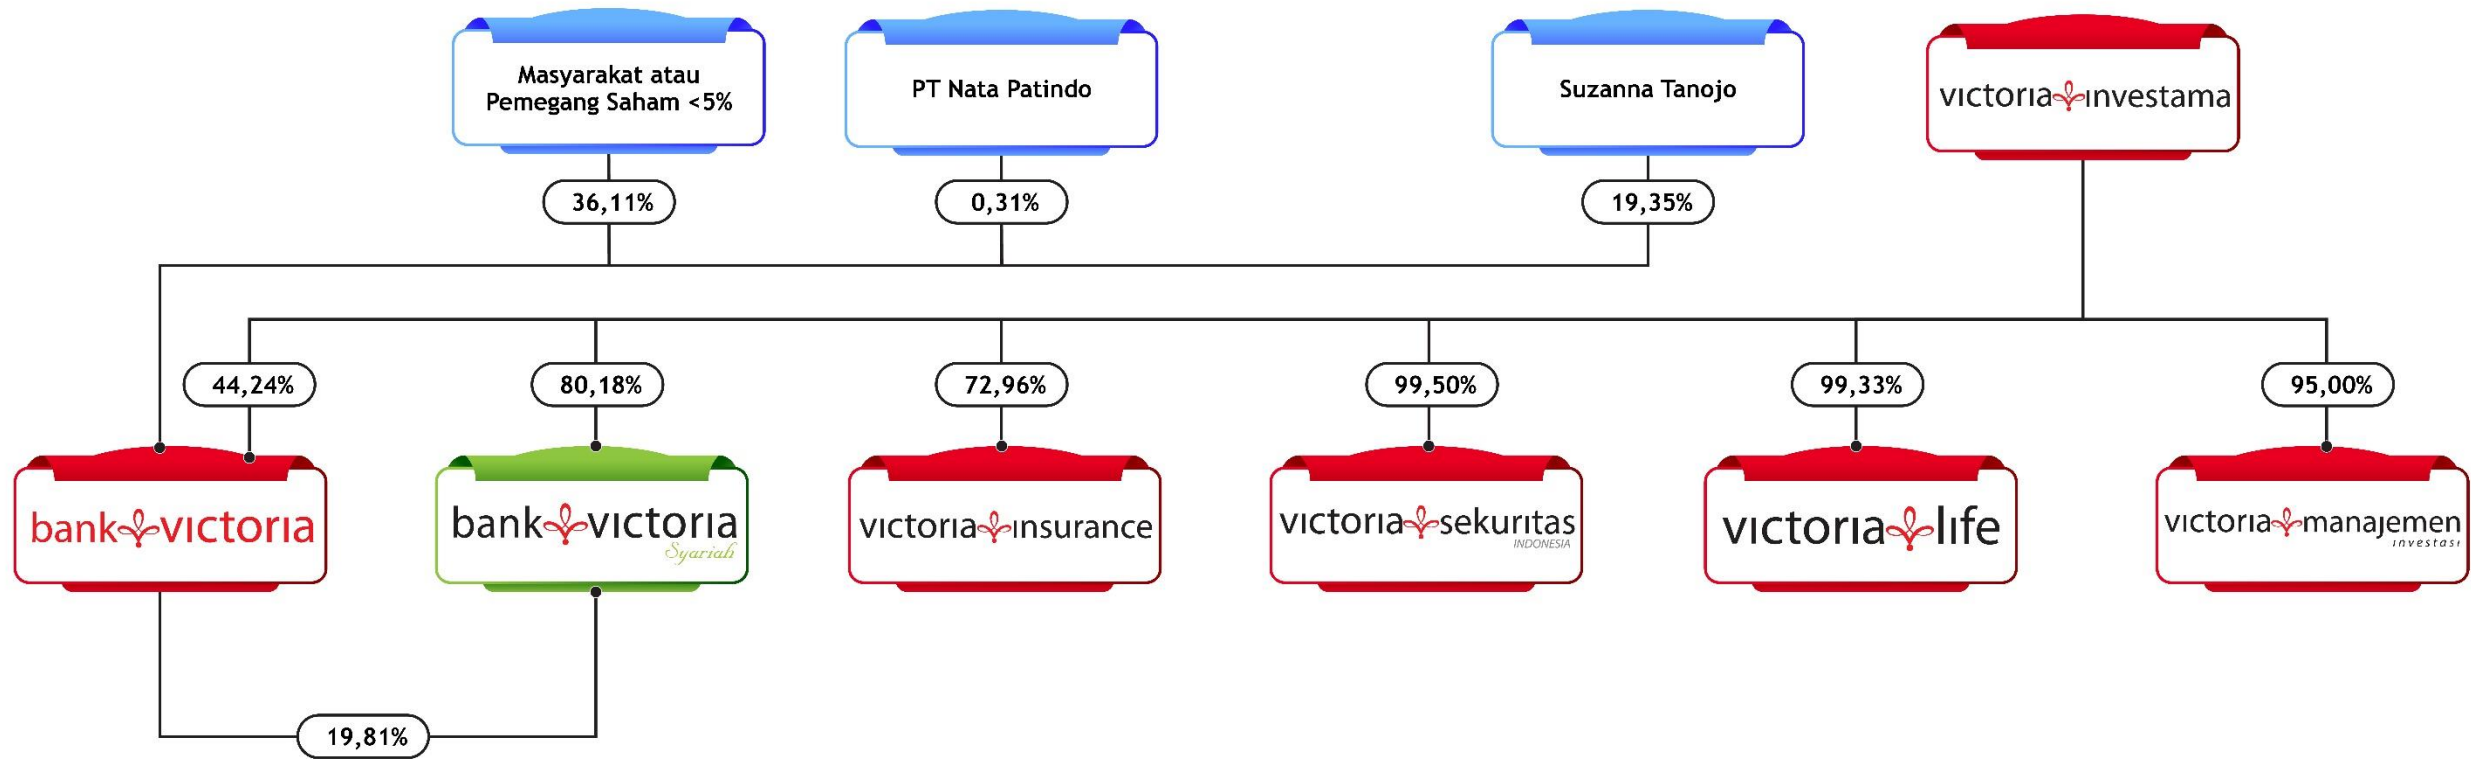 Masyarakat atau
Pemegang Saham <5%
PT Nata Patindo
Suzanna Tanojo
victoria investama
36,11%
0,31%
19,35%
44,24%
80,18%
72,96%
99,50%
99,33%
95,00%
bank victoria
bank victoria
Syariah
victoria insurance
victoria sekuritas
INDONESIA
victoria life
victoria manajemen
investasi
19,81%